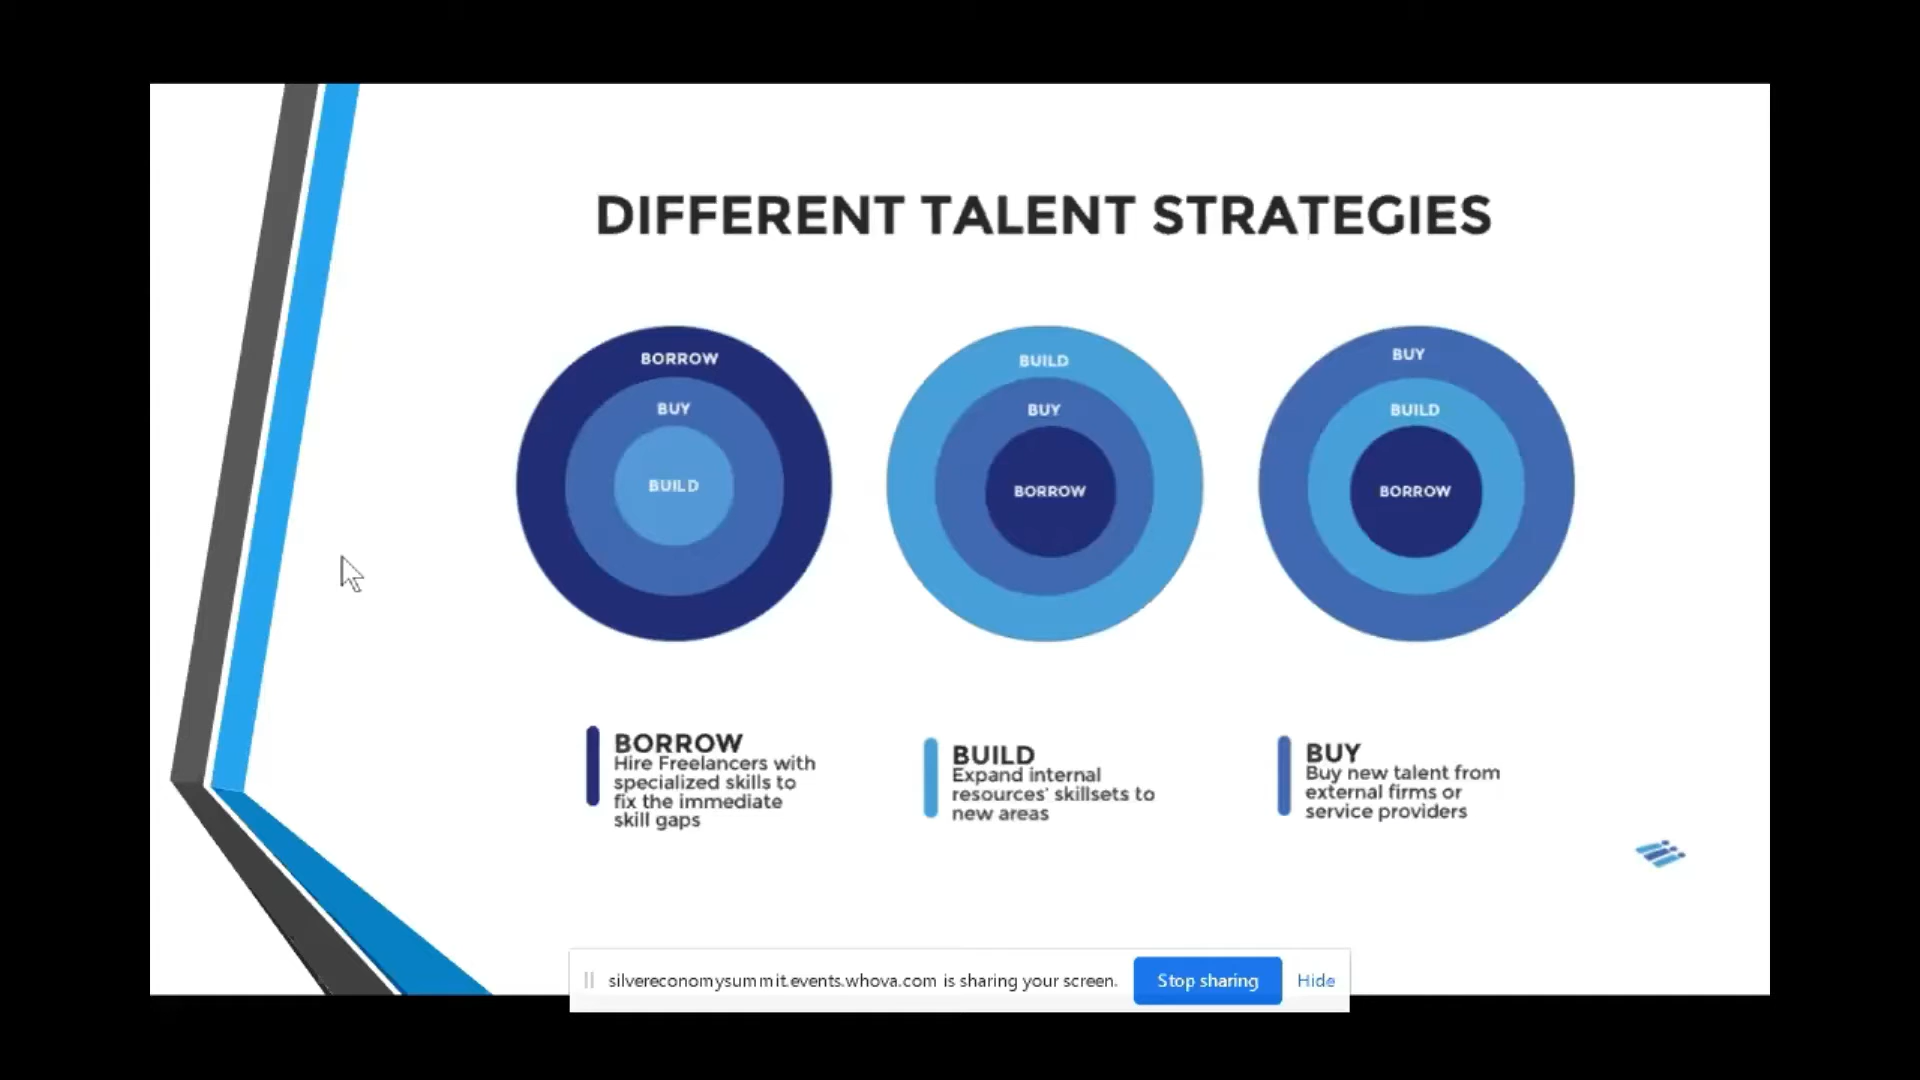 DIFFERENT TALENT STRATEGIES
BORROW
BUY
BUILD
BUILD
BUY
BORROW
BUY
BUILD
BORROW
BORROW
Hire Freelancers with
specialized skills to
fix the immediate
skill gaps
BUILD
Expand internal
resources' skillsets to
new areas
BUY
Buy new talent from
external firms or
service providers
silvereconomysummit.events.whova.com is sharing your screen.
Stop sharing
Hide